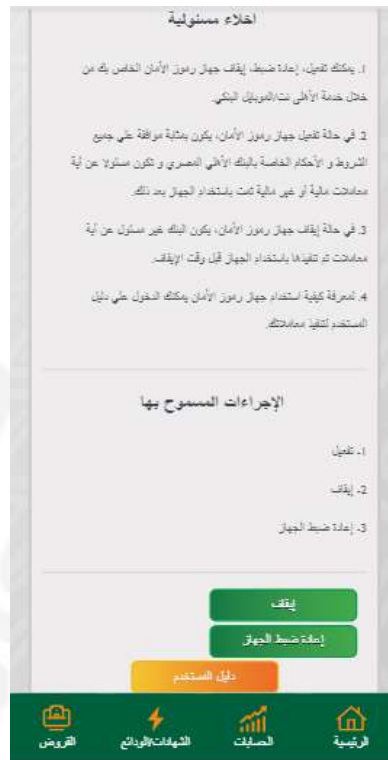 اخلاء مسئولية
1. يمكنك تفعيل، إعادة ضبط، إيقاف جهاز رموز الأمان الخاص بك من
خلال خدمة الأهلي نت/الموبايل البنكي.
2. في حالة تفعيل جهاز رموز الأمان، يكون بمثابة موافقة علي جميع
الشروط و الأحكام الخاصة بالبنك الأهلي المصري و تكون مسئولا عن أية
معاملات مالية أو غير مالية تمت باستخدام الجهاز بعد ذلك.
3. في حالة إيقاف جهاز رموز الأمان، يكون البنك غير مسئول عن أية
معاملات تم تنفيذها باستخدام الجهاز قبل وقت الإيقاف.
4. لمعرفة كيفية استخدام جهاز رموز الأمان يمكنك الدخول علي دليل
المستخدم لتنفيذ معاملاتك.
الإجراءات المسموح بها
1- تفعيل
2- إيقاف
3- إعادة ضبط الجهاز
إيقاف
إعادة ضبط الجهاز
دليل المستخدم
الرئيسية
الحسابات
الشهادات/الودائع
القروض